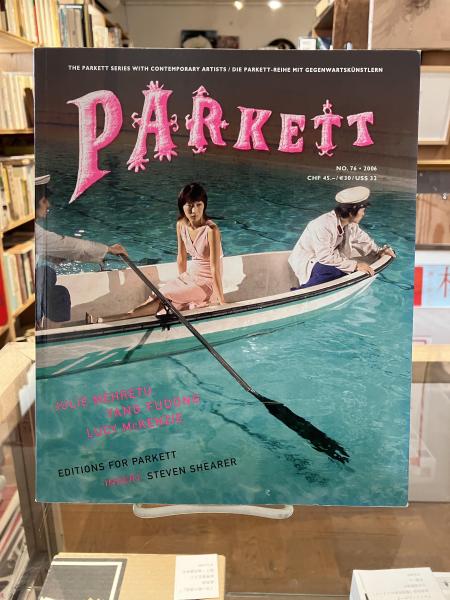 THE PARKETT SERIES WITH CONTEMPORARY ARTISTS / DIE PARKETT-REIHE MIT GEGENWARTSKÜNSTLERN
PARKETT
NO. 76 • 2006
CHF 45.–/€30/US$ 32
JULIE MEHRETU
YANG FUDONG
LUCY McKENZIE
EDITIONS FOR PARKETT
INSERT STEVEN SHEARER